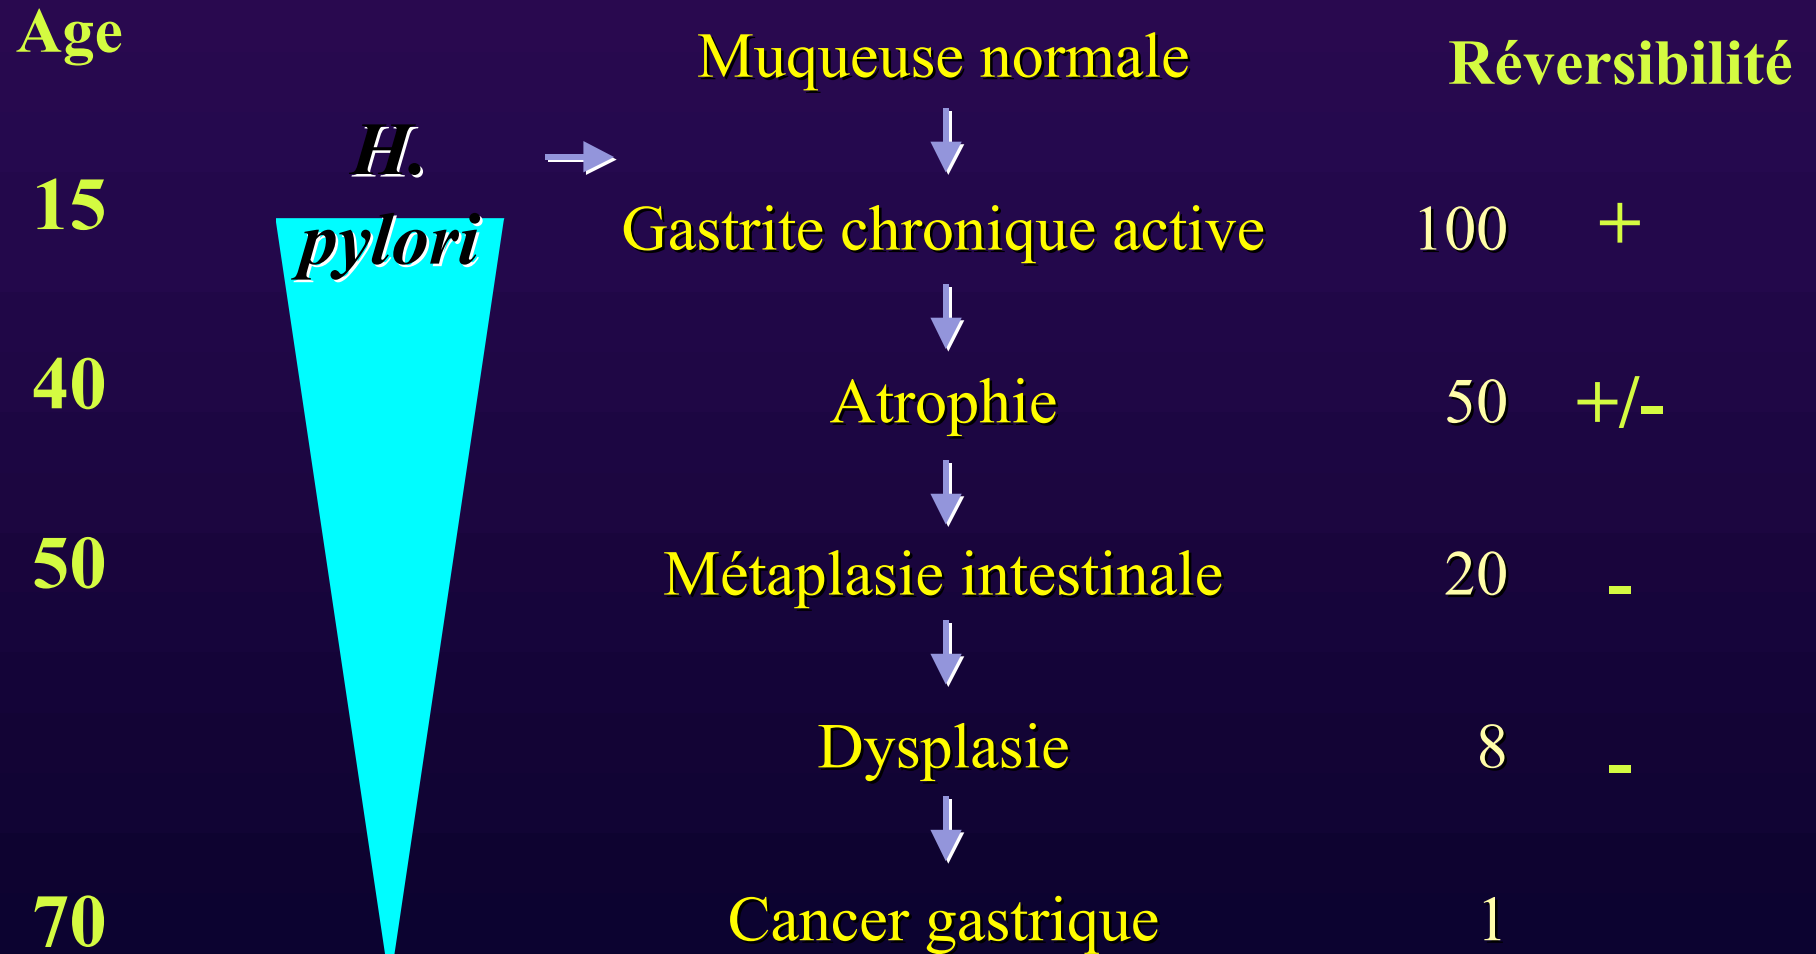 Age
Muqueuse normale
Réversibilité
H.
pylori
15
Gastrite chronique active 100 +
40
Atrophie 50 +/-
50
Métaplasie intestinale 20 -
Dysplasie 8 -
70
Cancer gastrique 1